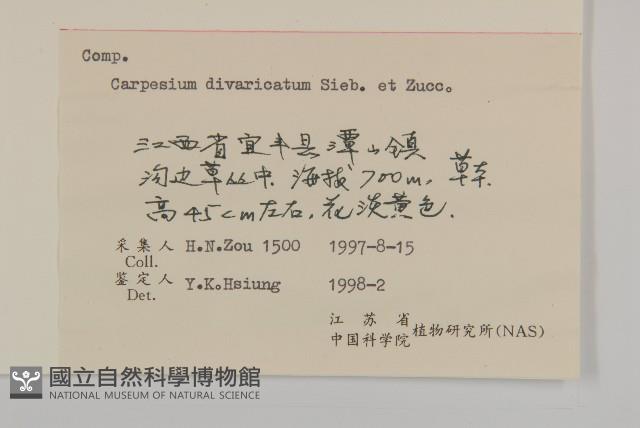 Comp.
Carpesium divaricatum Sieb. et Zucc.
江西省宜丰县潭山鎮
沟边草丛中. 海拔 700m, 草本.
高45cm左右, 花淡黄色.
采集人 Coll. H.N.Zou 1500 1997-8-15
鉴定人 Det. Y.K.Hsiung 1998-2
江苏省
中国科学院 植物研究所(NAS)
國立自然科學博物館
NATIONAL MUSEUM OF NATURAL SCIENCE